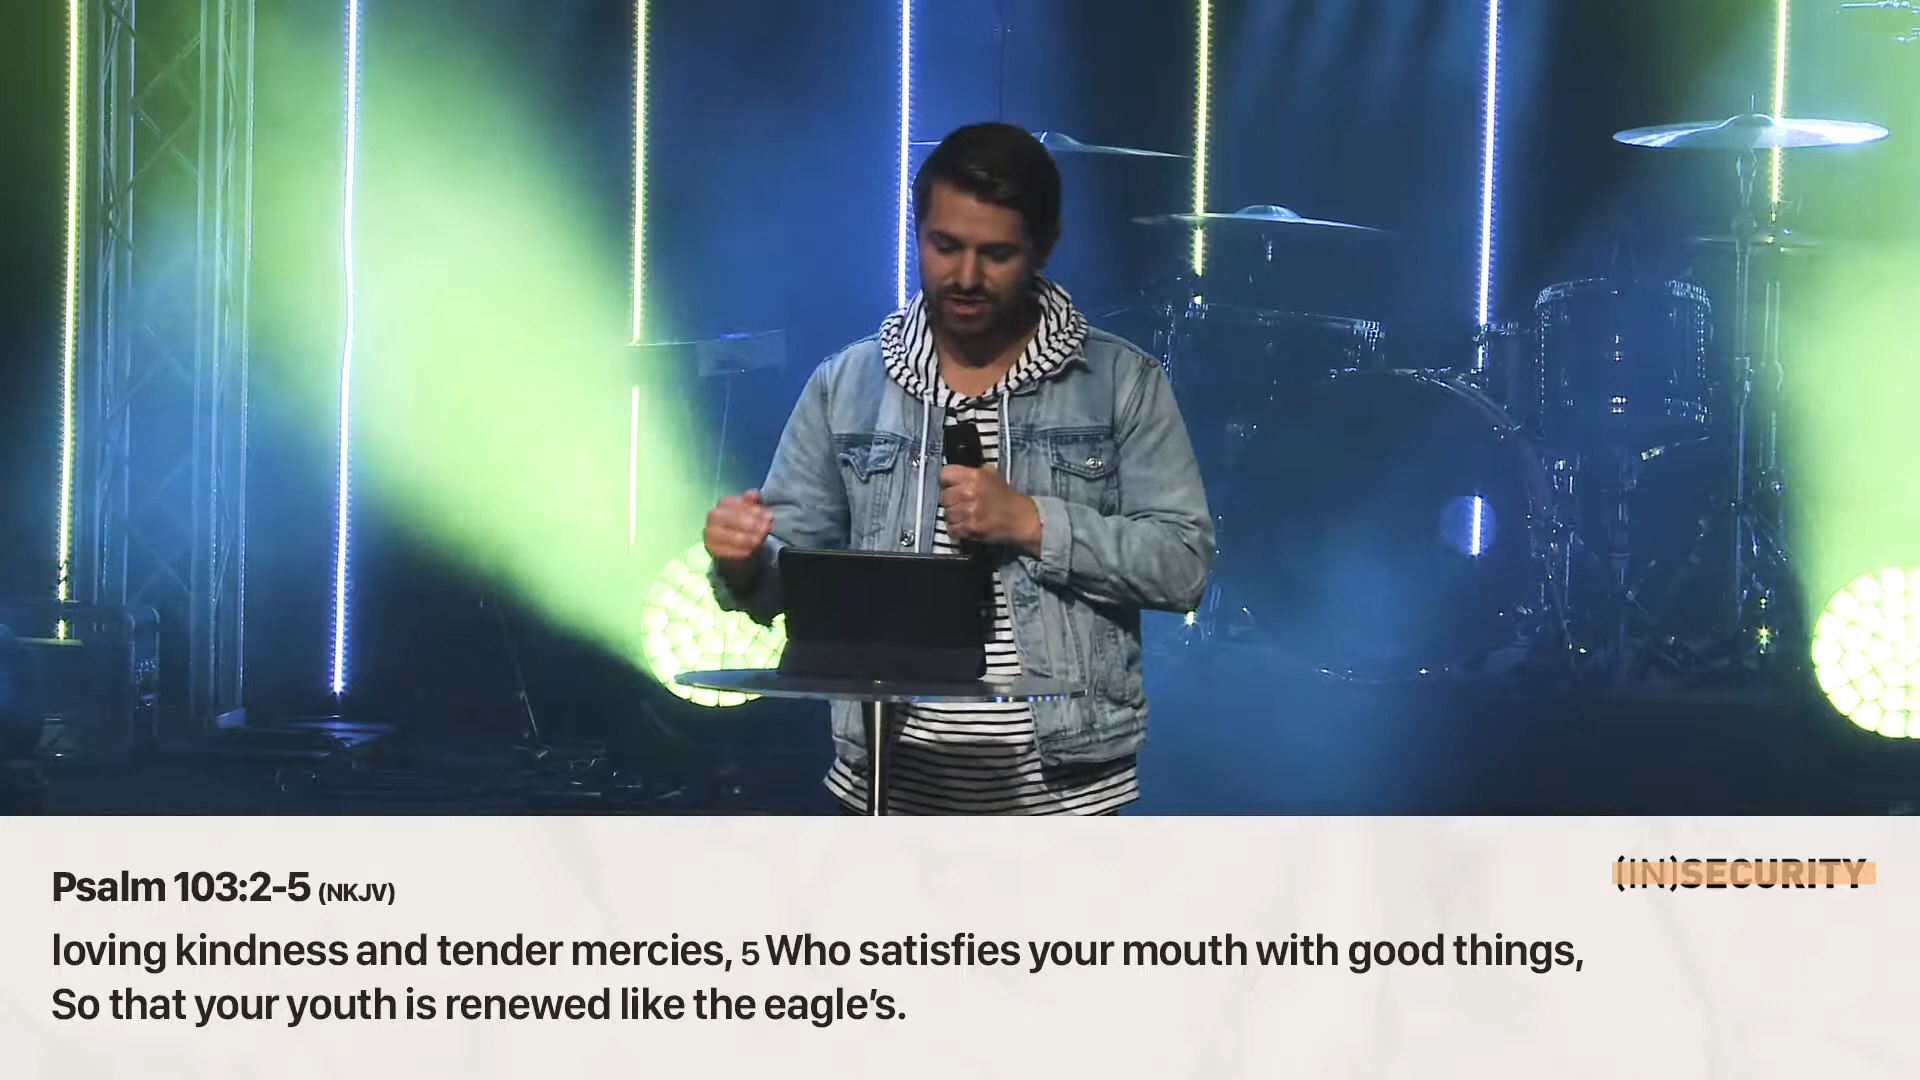 Psalm 103:2-5 (NKJV)
(IN)SECURITY
loving kindness and tender mercies, 5 Who satisfies your mouth with good things,
So that your youth is renewed like the eagle’s.